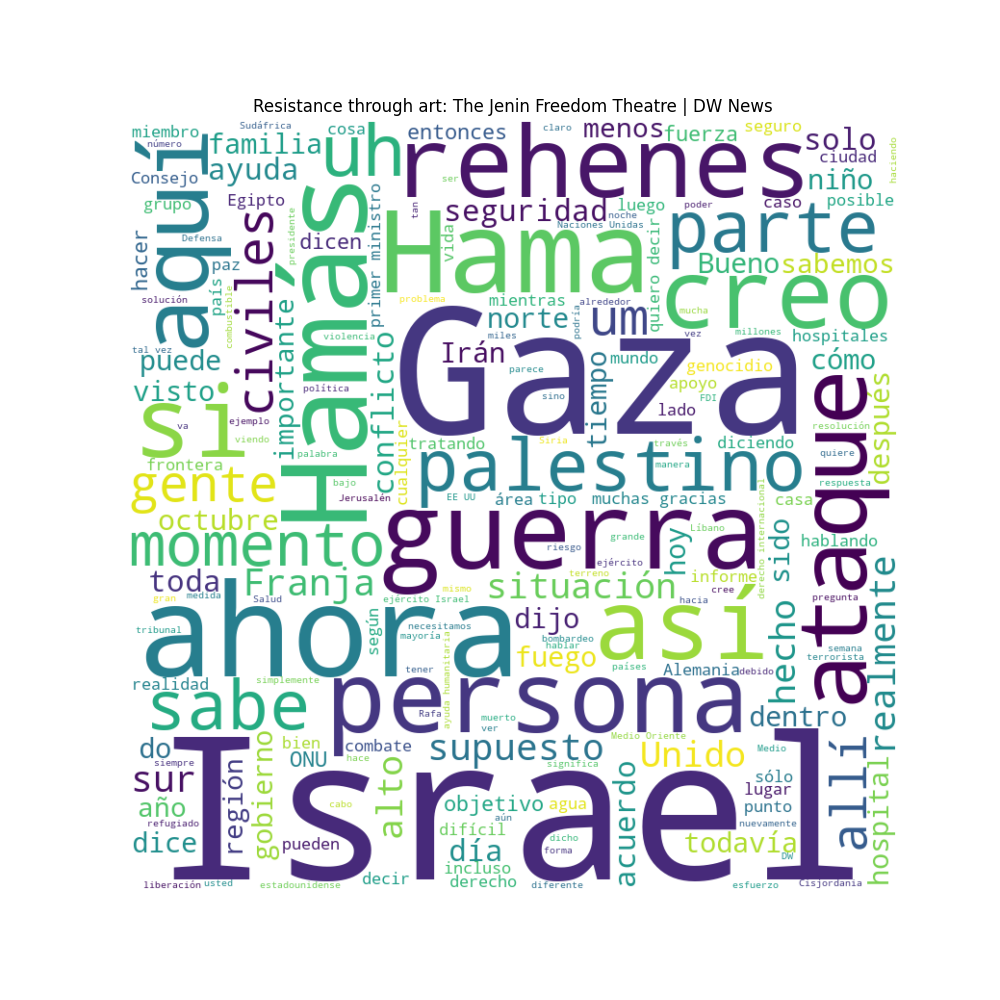 Resistance through art: The Jenin Freedom Theatre | DW News
miembro
número
Sudáfrica
familia
cosa
uh
entonces
claro
menos
fuerza
seguro
solo
ciudad
haciendo
Consejo
aquí
ayuda
rehenes
niño
ser
grupo
Egipto
tan
seguridad
luego
poder
caso
posible
hacer
Defensa
civiles
presidente
dicen
Hamas
primer ministro
vida
Hama
noche
Naciones Unidas
parte
paz
país
quiero decir
Bueno
sabemos
solución
combustible
importanté
problema
mientras
alrededor
creo
tal vez
violencia
norte
miles
podría
um
mucha
vez
millones
hospitales
puede
conflicto
Gaza
Irán
parece
tiempo
mundo
genocidio
cómo
visto
política
sino
apoyo
FDI
lado
ataque
después
si
va
ejemplo
viendo
palabra
cualquier
tratando
Siria
través
diciendo
resolución
quiere
frontera
gente
bajo
Jerusalén
palestino
manera
respuesta
EE UU
área
tipo
muchas gracias
casa
derecho internacional
octubre
guerra
Líbano
grande
hoy
hablando
momento
riesgo
ejército
hecho sido
realmente
toda
Franja
situación
terreno
informe
cree
gran
medida
Salud
ejército Israel
mismo
hacia
pregunta
ahora
según
necesitamos
mayoría
dijo
así
tribunal
bombardeo
hablar
semana
terrorista
fuego
países
Alemania
debido
realidad
simplemente
tener
ayuda humanitaria
persona
sabe
Rafa
muerto
ver
dentro
do
siempre
bien
combate
hace
supuesto
Medio Oriente
significa
Unido
Medio
allí
hospital
sur
región
gobierno
ONU
alto
Israel
sólo
lugar
año
refugiado
cabo
objetivo
aún
agua
acuerdo
punto
nuevamente
dice
pueden
difícil
día
dicho
forma
todavía
DW
incluso
liberación
usted
estadounidense
decir
derecho
diferente
esfuerzo
Cisjordania